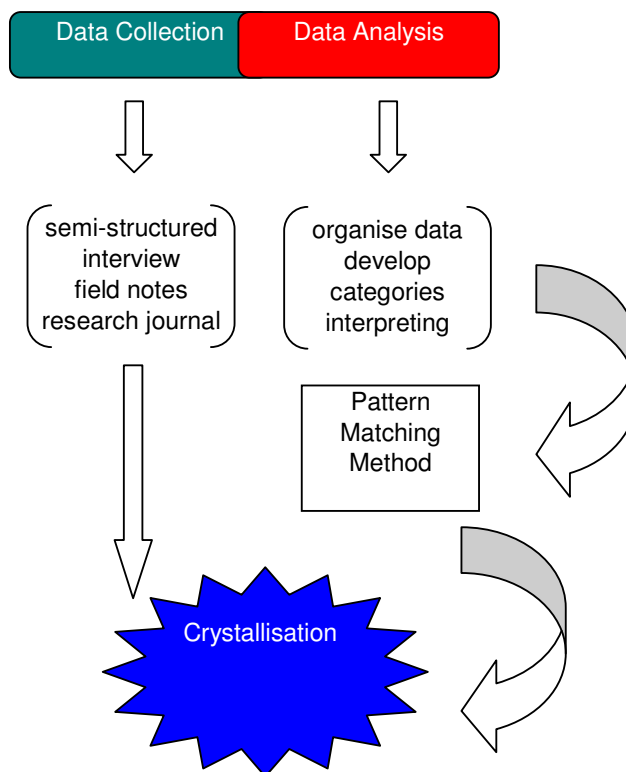 Data Collection
Data Analysis
semi-structured
interview
field notes
research journal
organise data
develop
categories
interpreting
Pattern
Matching
Method
Crystallisation